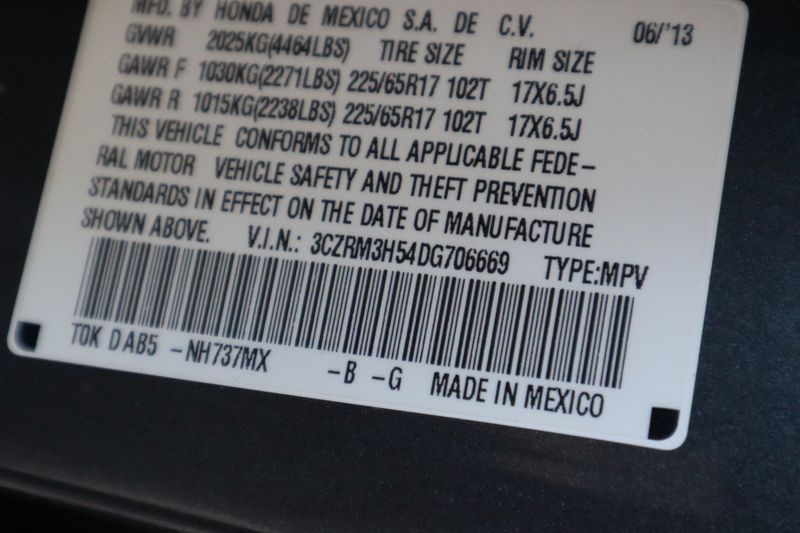 MFD. BY HONDA DE MEXICO S.A. DE C.V. 06/'13
GVWR 2025KG(4464LBS) TIRE SIZE RIM SIZE
GAWR F 1030KG(2271LBS) 225/65R17 102T 17X6.5J
GAWR R 1015KG(2238LBS) 225/65R17 102T 17X6.5J
THIS VEHICLE CONFORMS TO ALL APPLICABLE FEDE-
RAL MOTOR VEHICLE SAFETY AND THEFT PREVENTION
STANDARDS IN EFFECT ON THE DATE OF MANUFACTURE
SHOWN ABOVE. V.I.N.: 3CZRM3H54DG706669 TYPE:MPV
TOK DAB5 -NH737MX -B -G MADE IN MEXICO